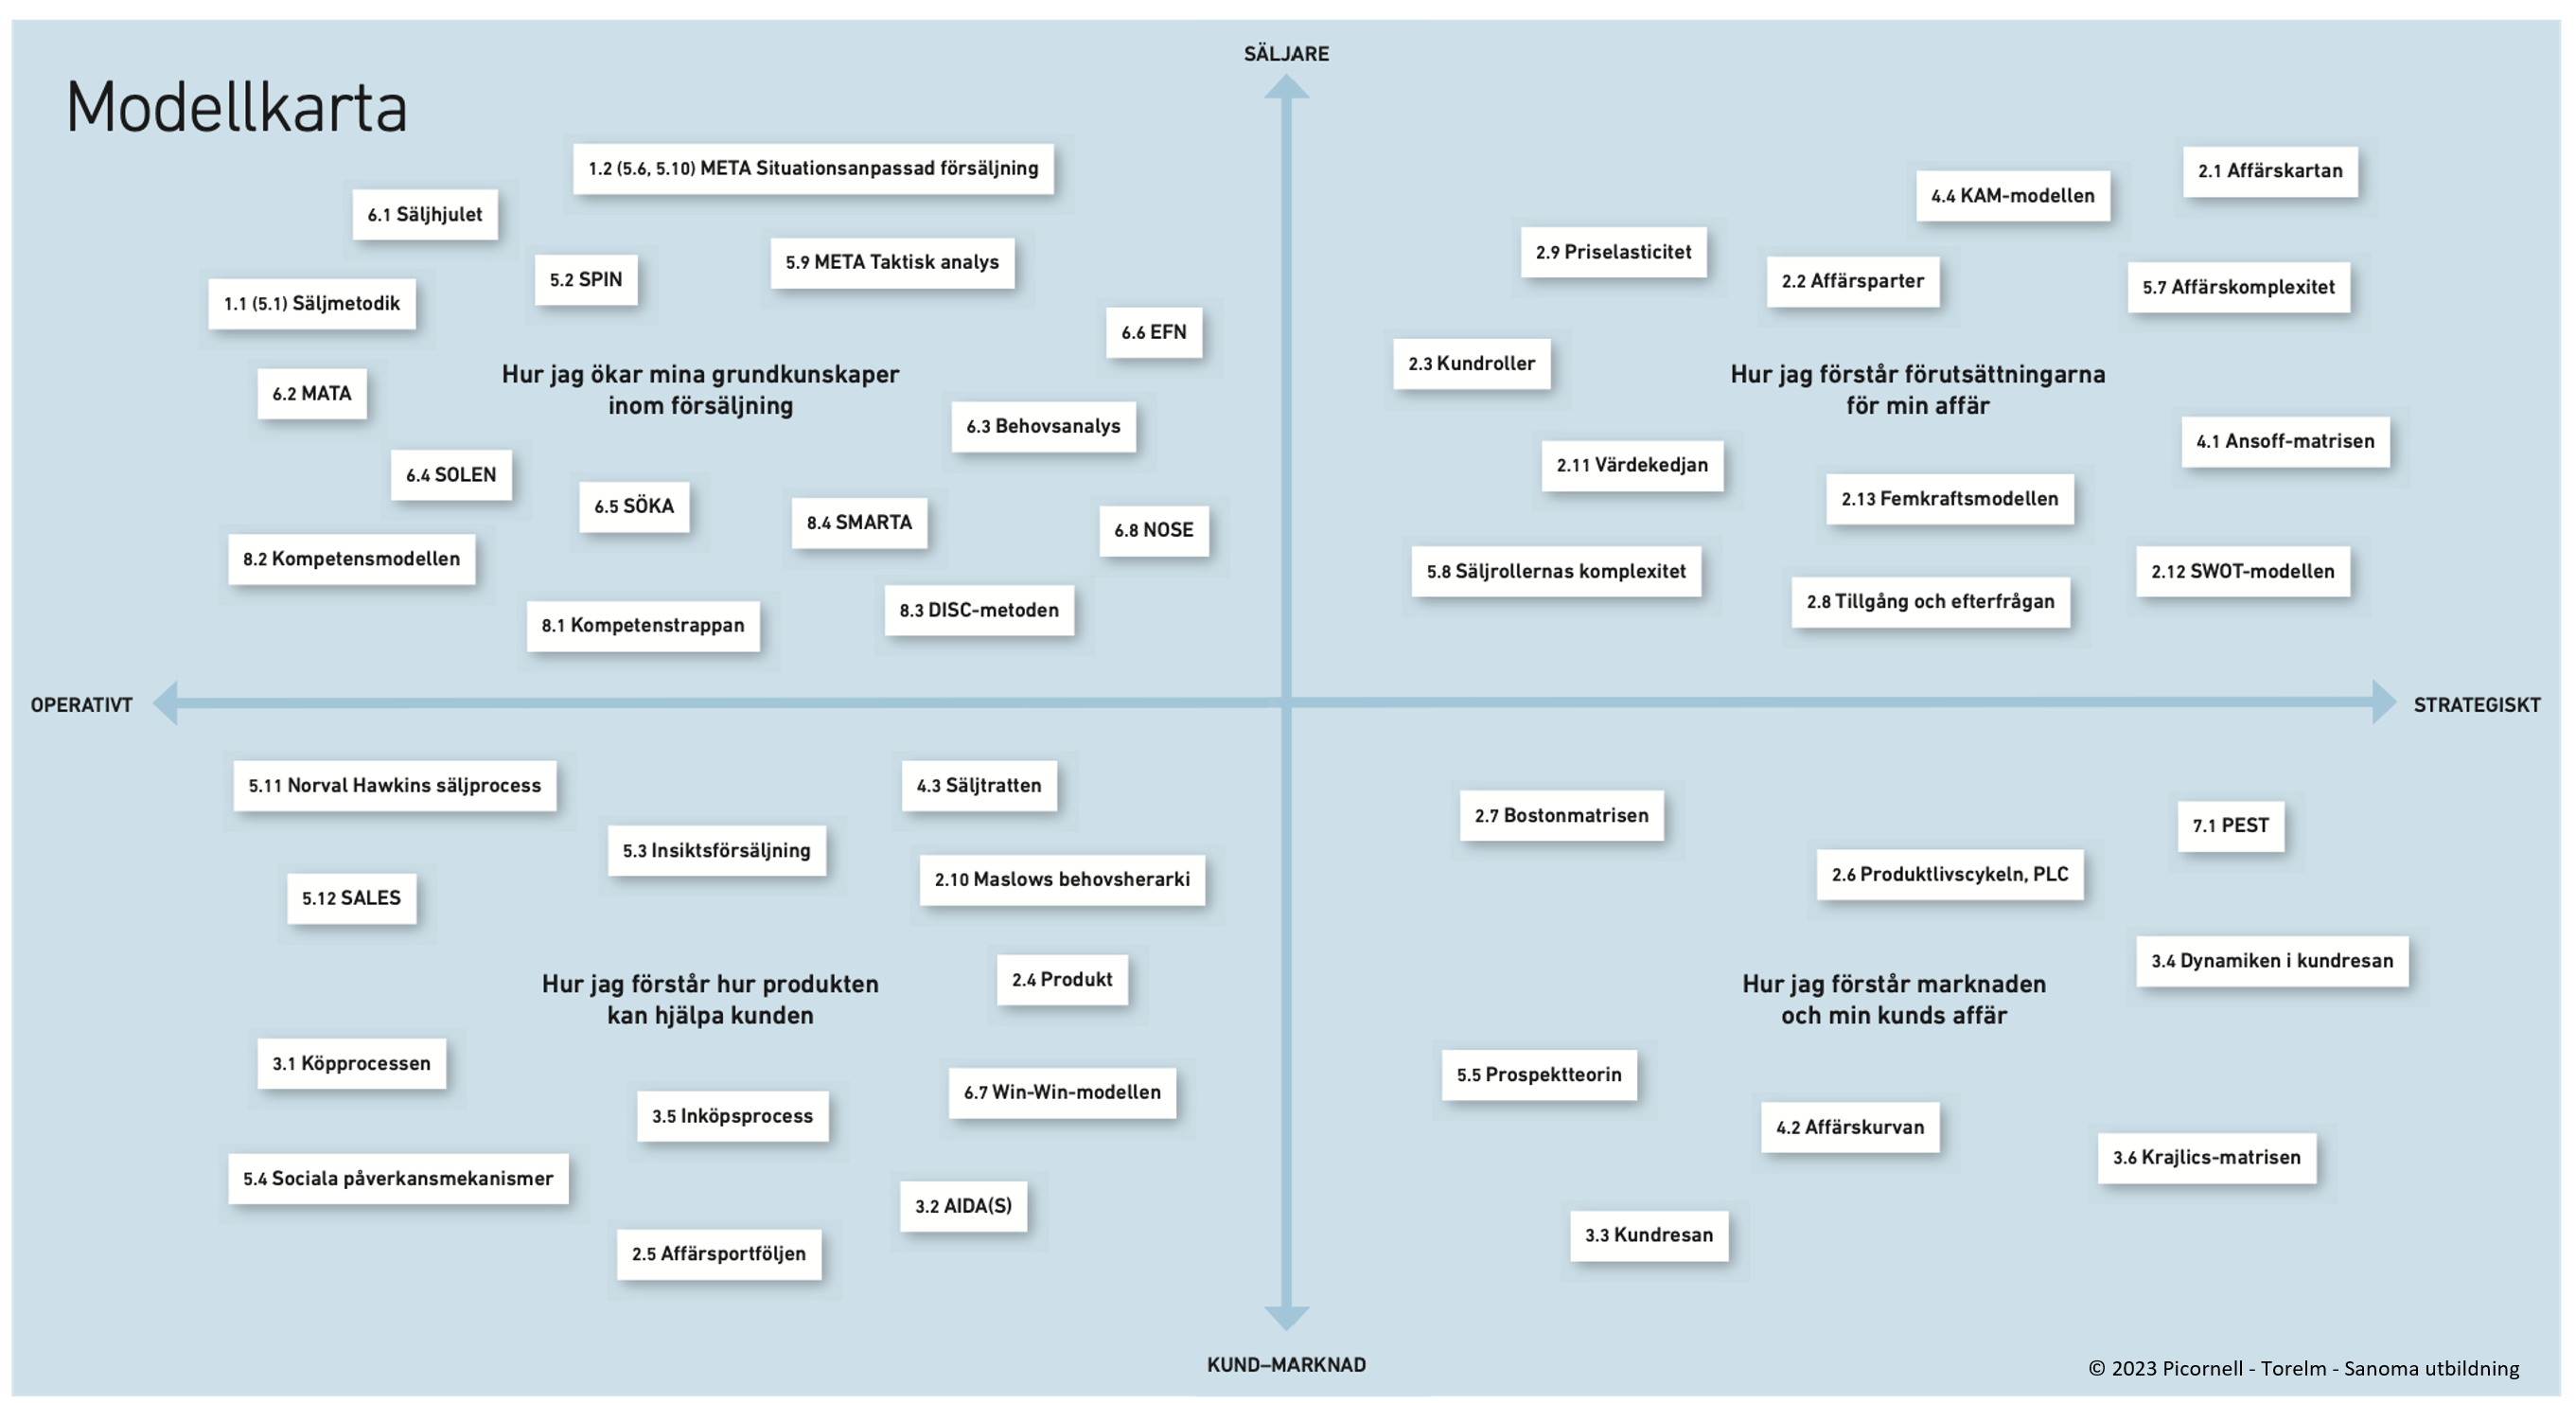 Modellkarta
SÄLJARE
1.2 (5.6, 5.10) META Situationsanpassad försäljning
6.1 Säljhjulet
5.9 META Taktisk analys
5.2 SPIN
1.1 (5.1) Säljmetodik
6.6 EFN
Hur jag ökar mina grundkunskaper
inom försäljning
6.2 MATA
6.3 Behovsanalys
6.4 SOLEN
6.5 SÖKA
8.4 SMARTA
6.8 NOSE
8.2 Kompetensmodellen
8.3 DISC-metoden
8.1 Kompetenstrappan
2.1 Affärskartan
4.4 KAM-modellen
2.9 Priselasticitet
2.2 Affärsparter
5.7 Affärskomplexitet
2.3 Kundroller
Hur jag förstår förutsättningarna
för min affär
4.1 Ansoff-matrisen
2.11 Värdekedjan
2.13 Femkraftsmodellen
5.8 Säljrollernas komplexitet
2.12 SWOT-modellen
2.8 Tillgång och efterfrågan
OPERATIVT
STRATEGISKT
5.11 Norval Hawkins säljprocess
4.3 Säljtratten
5.3 Insiktsförsäljning
2.10 Maslows behovsherarki
5.12 SALES
2.4 Produkt
Hur jag förstår hur produkten
kan hjälpa kunden
3.1 Köpprocessen
6.7 Win-Win-modellen
3.5 Inköpsprocess
5.4 Sociala påverkansmekanismer
3.2 AIDA(S)
2.5 Affärsportföljen
2.7 Bostonmatrisen
7.1 PEST
2.6 Produktlivscykeln, PLC
3.4 Dynamiken i kundresan
Hur jag förstår marknaden
och min kunds affär
5.5 Prospektteorin
4.2 Affärskurvan
3.6 Krajlics-matrisen
3.3 Kundresan
KUND–MARKNAD
© 2023 Picornell - Torelm - Sanoma utbildning